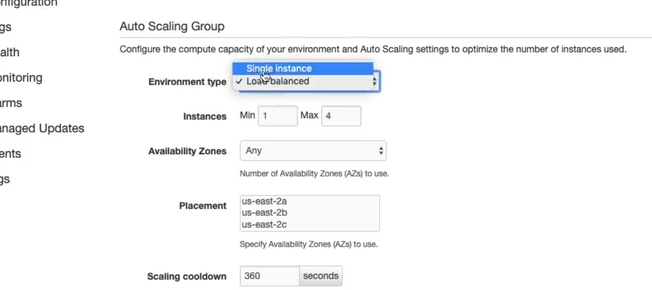 nfiguration
gs
alth
onitoring
arms
anaged Updates
ents
gs
Auto Scaling Group
Configure the compute capacity of your environment and Auto Scaling settings to optimize the number of instances used.
Environment type
Single instance
✓ Load balanced
Instances Min 1 Max 4
Availability Zones Any
Number of Availability Zones (AZs) to use.
Placement
us-east-2a
us-east-2b
us-east-2c
Specify Availability Zones (AZs) to use.
Scaling cooldown 360 seconds